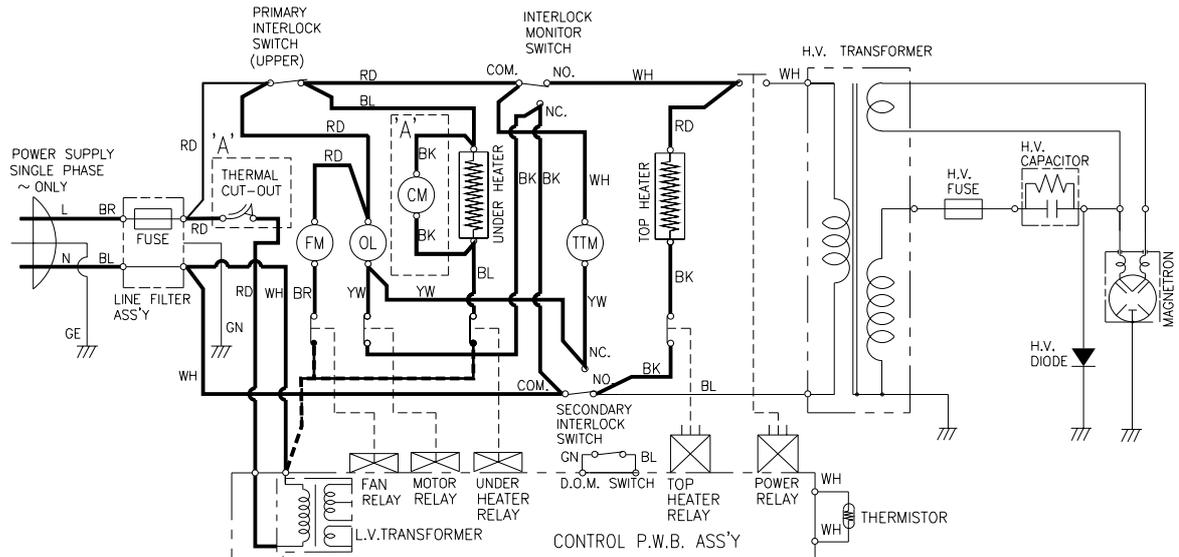 PRIMARY
INTERLOCK
SWITCH
(UPPER)
INTERLOCK
MONITOR
SWITCH
H.V. TRANSFORMER
COM.
NO.
RD
WH
WH
BL
NC.
'A'
RD
RD
RD
'A'
RD
BK
BK
BK
WH
POWER SUPPLY
SINGLE PHASE
~ ONLY
THERMAL
CUT-OUT
UNDER HEATER
TOP HEATER
H.V.
CAPACITOR
H.V.
FUSE
CM
L
BR
RD
FUSE
FM
OL
BK
TTM
N
BL
BL
BK
LINE FILTER
ASS'Y
RD
WH
BR
YW
YW
YW
MAGNETRON
GE
GN
H.V.
DIODE
NC.
WH
COM.
NO.
BK
BL
SECONDARY
INTERLOCK
SWITCH
GN
BL
FAN
RELAY
MOTOR
RELAY
UNDER
HEATER
RELAY
D.O.M. SWITCH
TOP
HEATER
RELAY
POWER
RELAY
WH
THERMISTOR
WH
L.V.TRANSFORMER
CONTROL P.W.B. ASS'Y